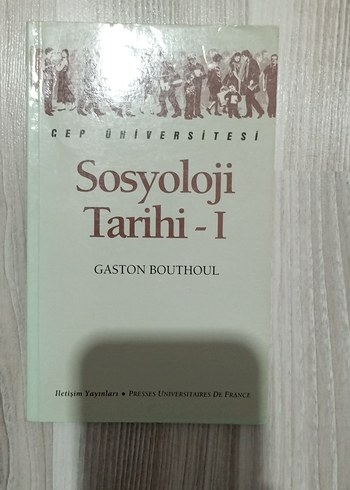 CEP ÜNİVERSİTESİ
Sosyoloji
Tarihi - I
GASTON BOUTHOUL
İletişim Yayınları • PRESSES UNIVERSITAIRES DE FRANCE